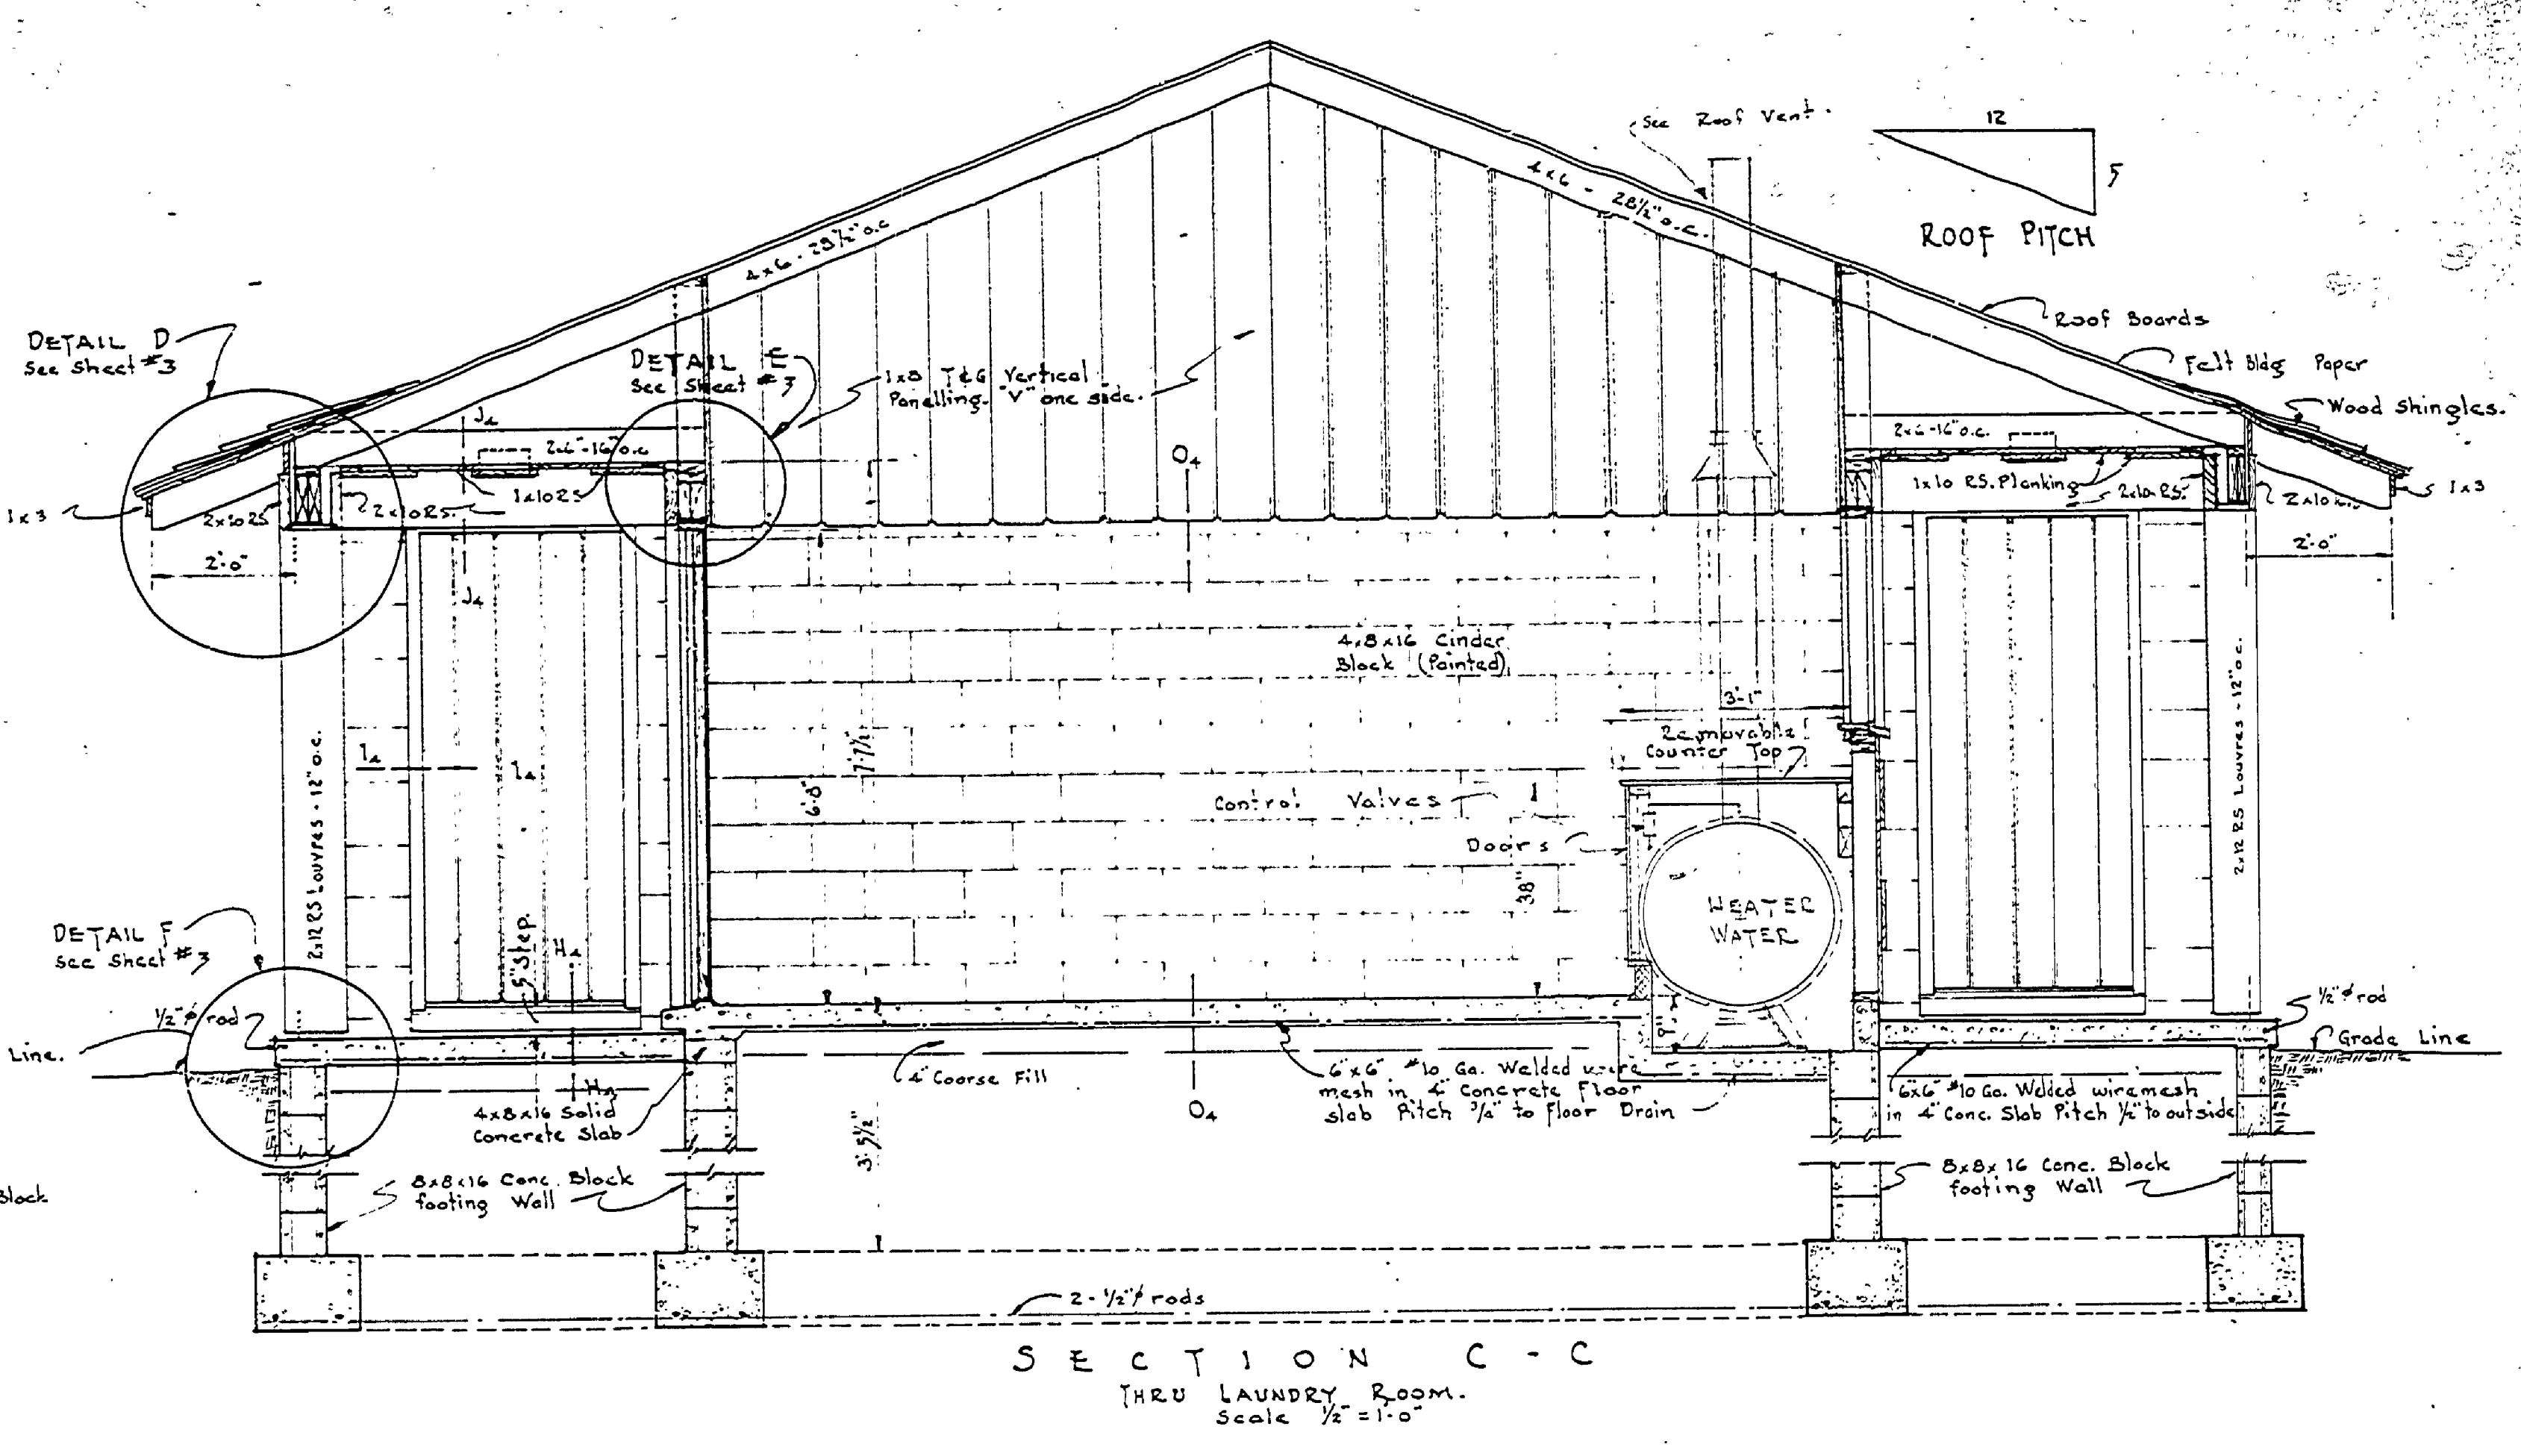 See Roof Vent.
12
5
ROOF PITCH
4x6 - 28½" o.c.
4x6 - 28½" o.c.
Roof Boards
Felt Bldg Paper
Wood Shingles.
DETAIL D
See Sheet #3
DETAIL E
See Sheet #3
1x8 T&G Vertical
Panelling - "V" one side.
J4
2x6"-16" o.c.
2x6-16" o.c.
O4
1x3
2x10 RS
2x10 RS.
1x10 RS
1x10 RS. Planking
2x10 RS.
1x3
2'-0"
2'-0"
J4
4x8x16 Cinder
Block (Painted)
3'-1"
Removable
Counter Top
2x12 RS Louvres - 12" o.c.
2x12 RS Louvres - 12" o.c.
7'-7½"
6'-8"
Control Valves
Doors
38"
HEATER
WATER
DETAIL F
See Sheet #3
5" Step.
H4
½"ϕ rod
½"ϕ rod
Line.
Grade Line
4" Coarse Fill
9"
6"x6" #10 Ga. Welded wire
mesh in 4" Concrete Floor
slab Pitch ¾" to Floor Drain
6x6" #10 Ga. Welded wiremesh
in 4" Conc. Slab Pitch ½" to outside
H4
O4
4x8x16 Solid
Concrete Slab
3'-5½"
8x8x16 Conc. Block
footing Wall
8x8x16 Conc. Block
footing Wall
Block
2 - ½"ϕ rods
SECTION C-C
THRU LAUNDRY ROOM.
Scale ½" = 1'-0"